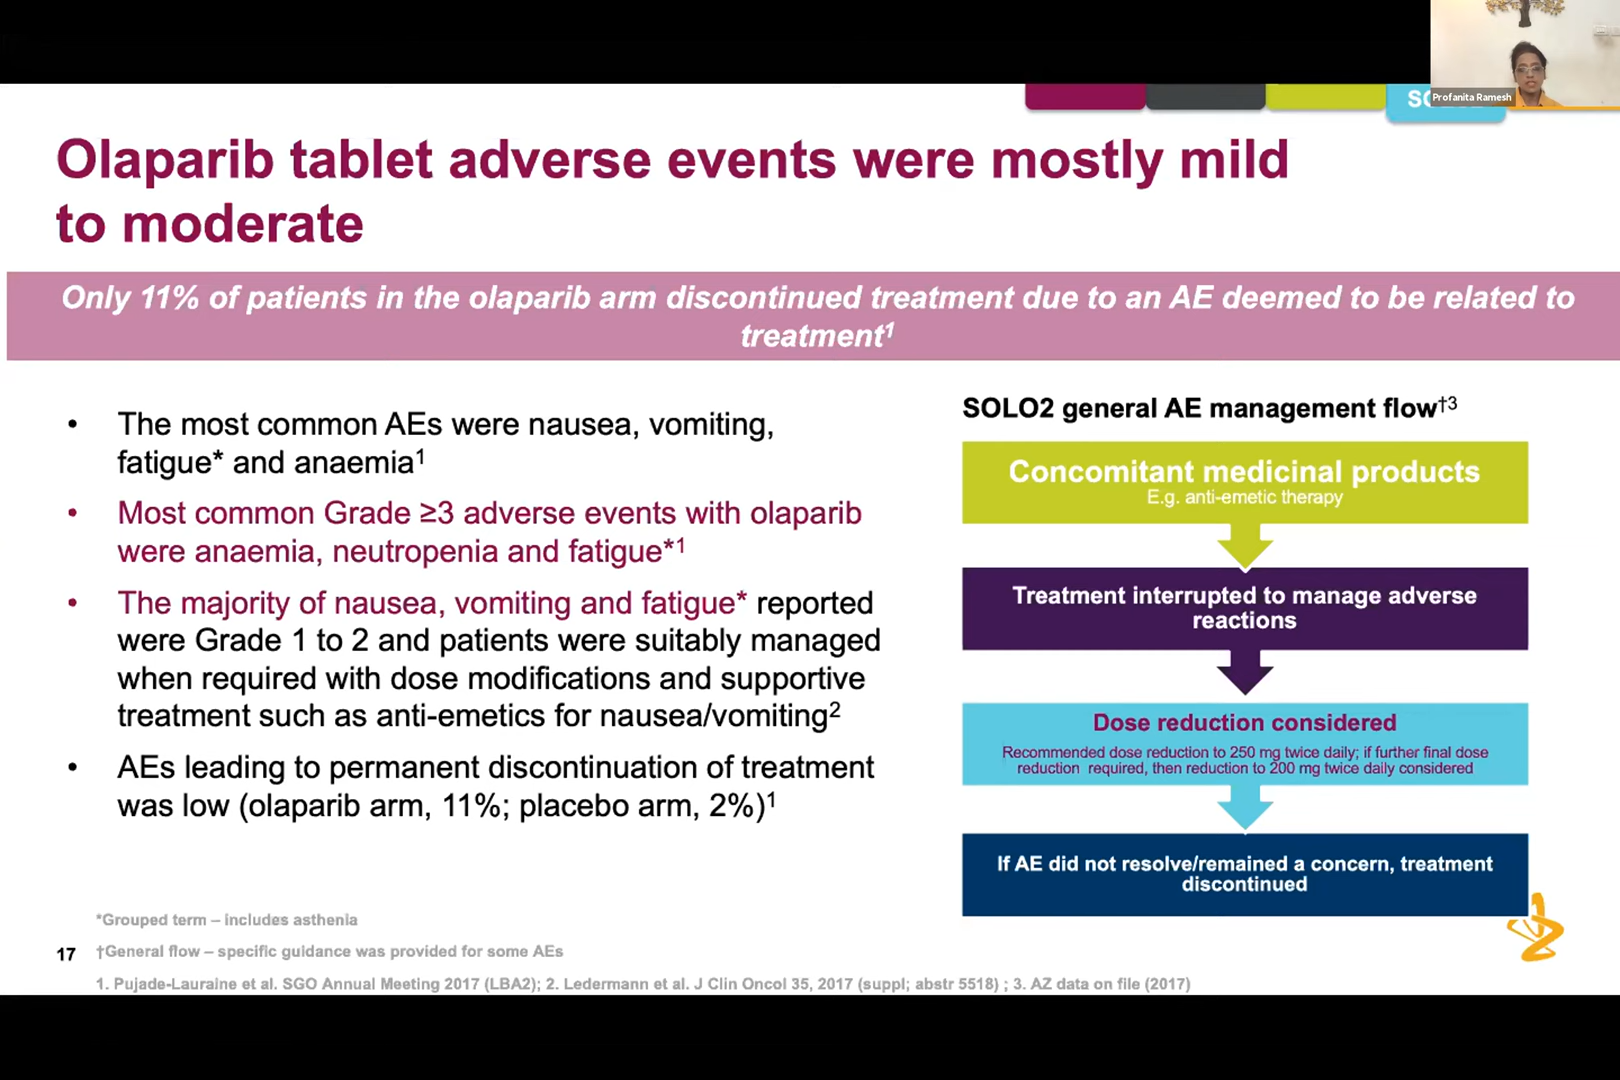 Profanita Ramesh
Olaparib tablet adverse events were mostly mild
to moderate
Only 11% of patients in the olaparib arm discontinued treatment due to an AE deemed to be related to
treatment¹
• The most common AEs were nausea, vomiting,
fatigue* and anaemia¹
• Most common Grade ≥3 adverse events with olaparib
were anaemia, neutropenia and fatigue*¹
• The majority of nausea, vomiting and fatigue* reported
were Grade 1 to 2 and patients were suitably managed
when required with dose modifications and supportive
treatment such as anti-emetics for nausea/vomiting²
• AEs leading to permanent discontinuation of treatment
was low (olaparib arm, 11%; placebo arm, 2%)¹
SOLO2 general AE management flow†³
Concomitant medicinal products
E.g. anti-emetic therapy
Treatment interrupted to manage adverse
reactions
Dose reduction considered
Recommended dose reduction to 250 mg twice daily; if further final dose
reduction required, then reduction to 200 mg twice daily considered
If AE did not resolve/remained a concern, treatment
discontinued
*Grouped term – includes asthenia
17 †General flow – specific guidance was provided for some AEs
1. Pujade-Lauraine et al. SGO Annual Meeting 2017 (LBA2); 2. Ledermann et al. J Clin Oncol 35, 2017 (suppl; abstr 5518) ; 3. AZ data on file (2017)